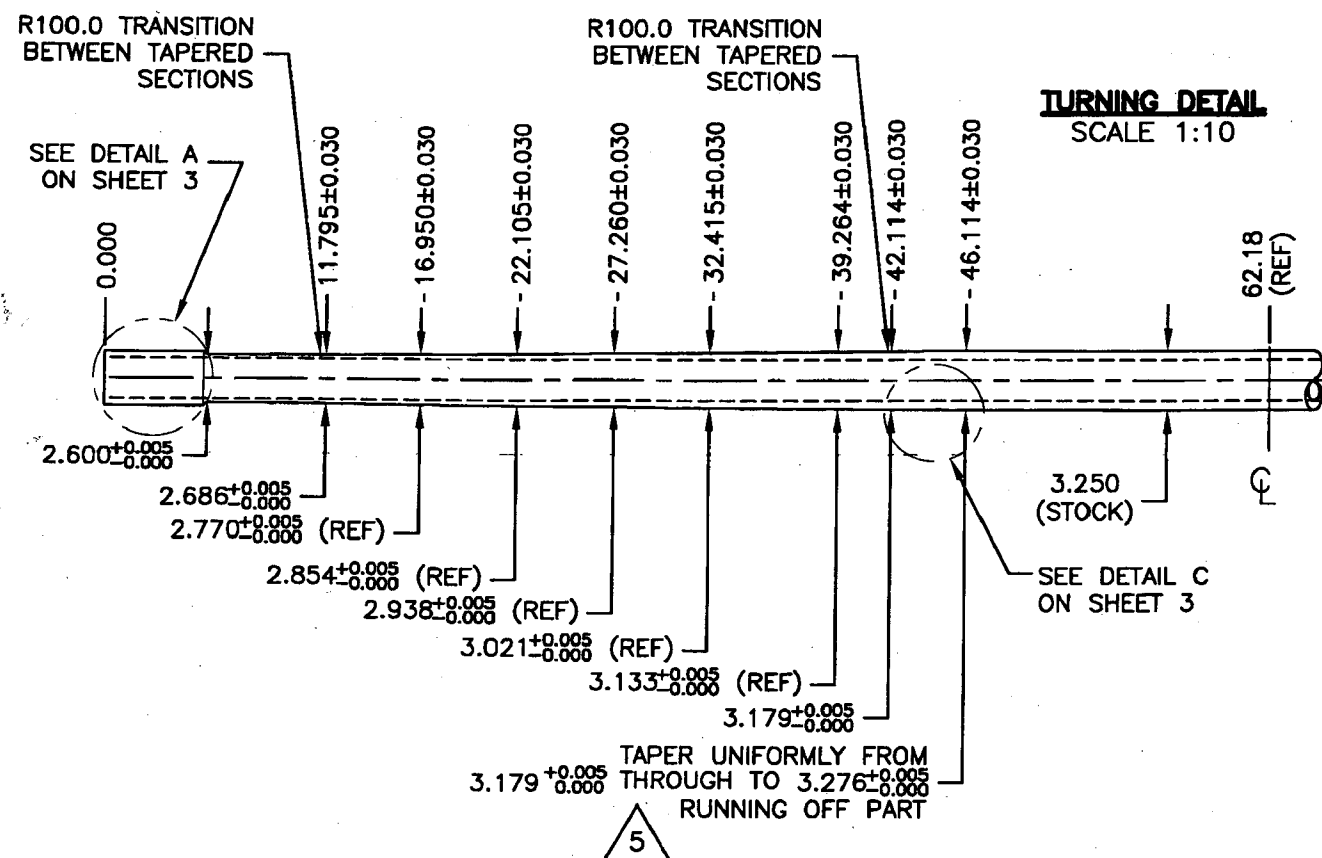 R100.0 TRANSITION
BETWEEN TAPERED
SECTIONS
R100.0 TRANSITION
BETWEEN TAPERED
SECTIONS
TURNING DETAIL
SCALE 1:10
SEE DETAIL A
ON SHEET 3
0.000
11.795±0.030
16.950±0.030
22.105±0.030
27.260±0.030
32.415±0.030
39.264±0.030
42.114±0.030
46.114±0.030
62.18
(REF)
2.600+0.005
-0.000
2.686+0.005
-0.000
2.770+0.005
-0.000 (REF)
2.854+0.005
-0.000 (REF)
2.938+0.005
-0.000 (REF)
3.021+0.005
-0.000 (REF)
3.133+0.005
-0.000 (REF)
3.179+0.005
-0.000
3.250
(STOCK)
℄
SEE DETAIL C
ON SHEET 3
TAPER UNIFORMLY FROM
3.179 +0.005
0.000 THROUGH TO 3.276+0.005
-0.000
RUNNING OFF PART
5